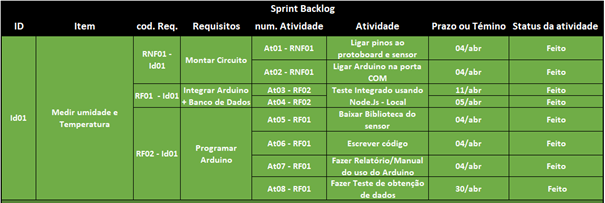 Sprint Backlog
ID Item cod. Req. Requisitos num. Atividade Atividade Prazo ou Témino Status da atividade
Id01
Medir umidade e
Temperatura
RNF01 -
Id01
Montar Circuito
At01 - RNF01
Ligar pinos ao
protoboard e sensor
04/abr
Feito
At02 - RNF01
Ligar Arduino na porta
COM
04/abr
Feito
RF01 - Id01
Integrar Arduino
+ Banco de Dados
At03 - RF02
Teste Integrado usando
11/abr
Feito
At04 - RF02
Node.Js - Local
05/abr
Feito
RF02 - Id01
Programar
Arduino
At05 - RF01
Baixar Biblioteca do
sensor
04/abr
Feito
At06 - RF01
Escrever código
04/abr
Feito
At07 - RF01
Fazer Relatório/Manual
do uso do Arduino
04/abr
Feito
At08 - RF01
Fazer Teste de obtenção
de dados
30/abr
Feito